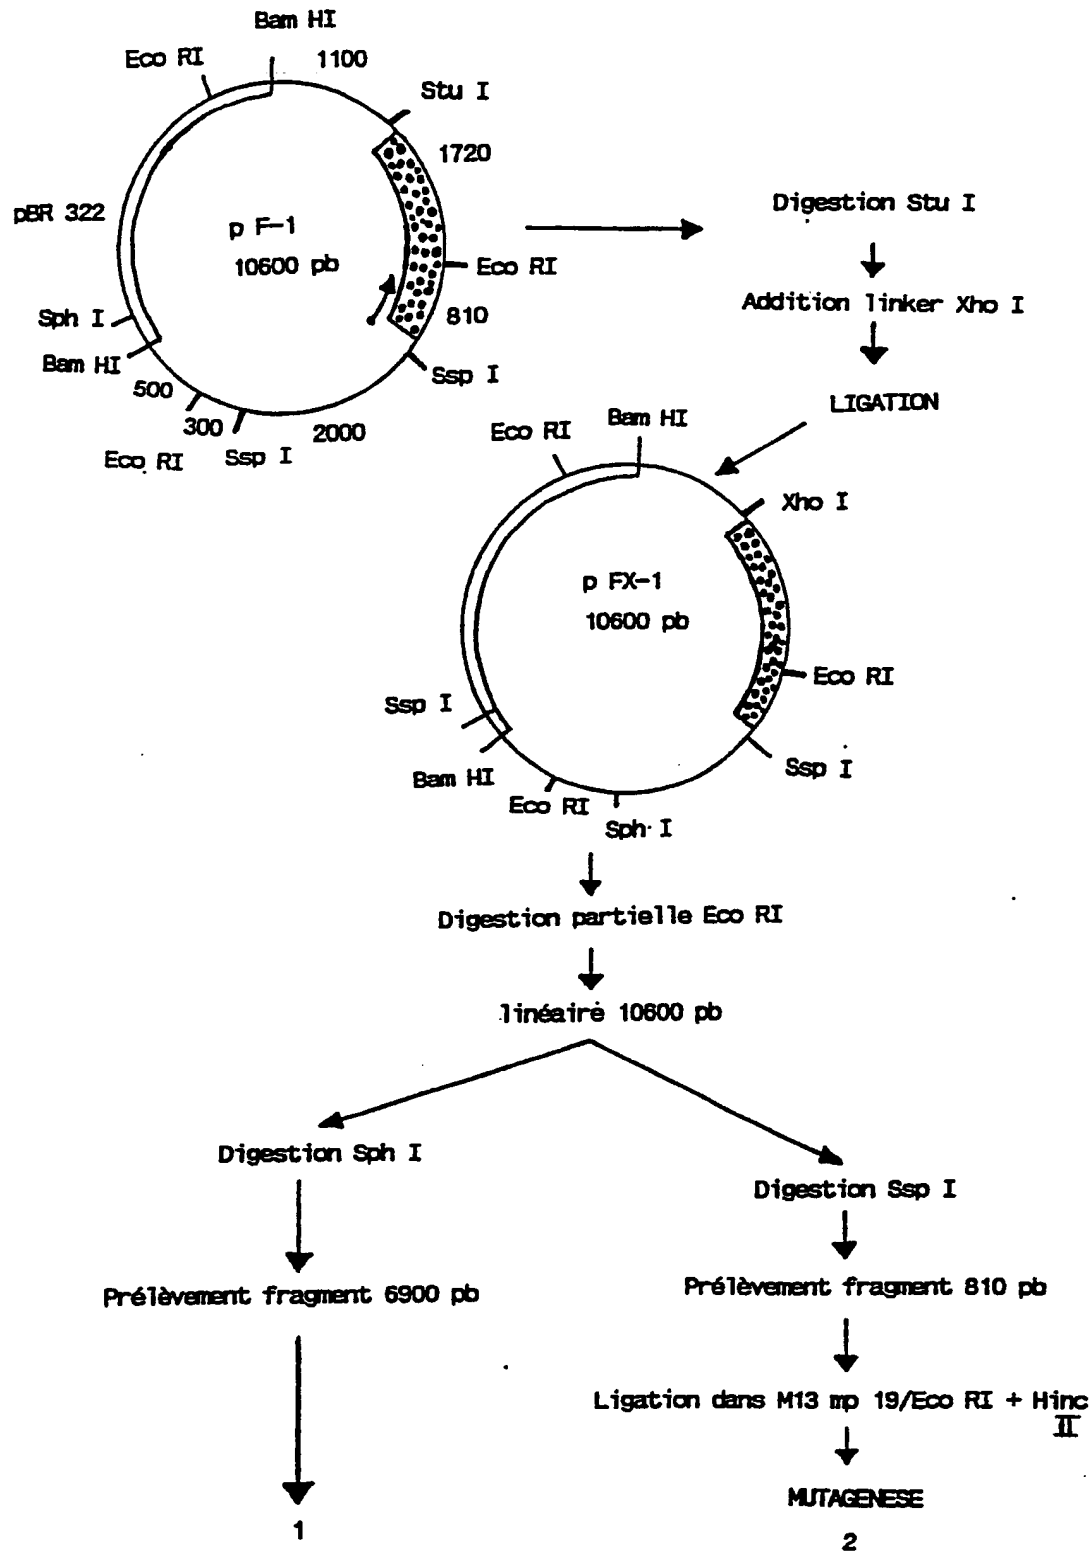 Bam HI
Eco RI
1100
Stu I
1720
pBR 322
p F-1
10600 pb
Eco RI
Sph I
810
Bam HI
Ssp I
500
300
2000
Eco RI
Ssp I
Digestion Stu I
Addition linker Xho I
LIGATION
Bam HI
Eco RI
Xho I
p FX-1
10600 pb
Eco RI
Ssp I
Bam HI
Ssp I
Eco RI
Sph I
Digestion partielle Eco RI
linéaire 10600 pb
Digestion Sph I
Digestion Ssp I
Prélèvement fragment 6900 pb
Prélèvement fragment 810 pb
Ligation dans M13 mp 19/Eco RI + Hinc
II
MUTAGENESE
1
2